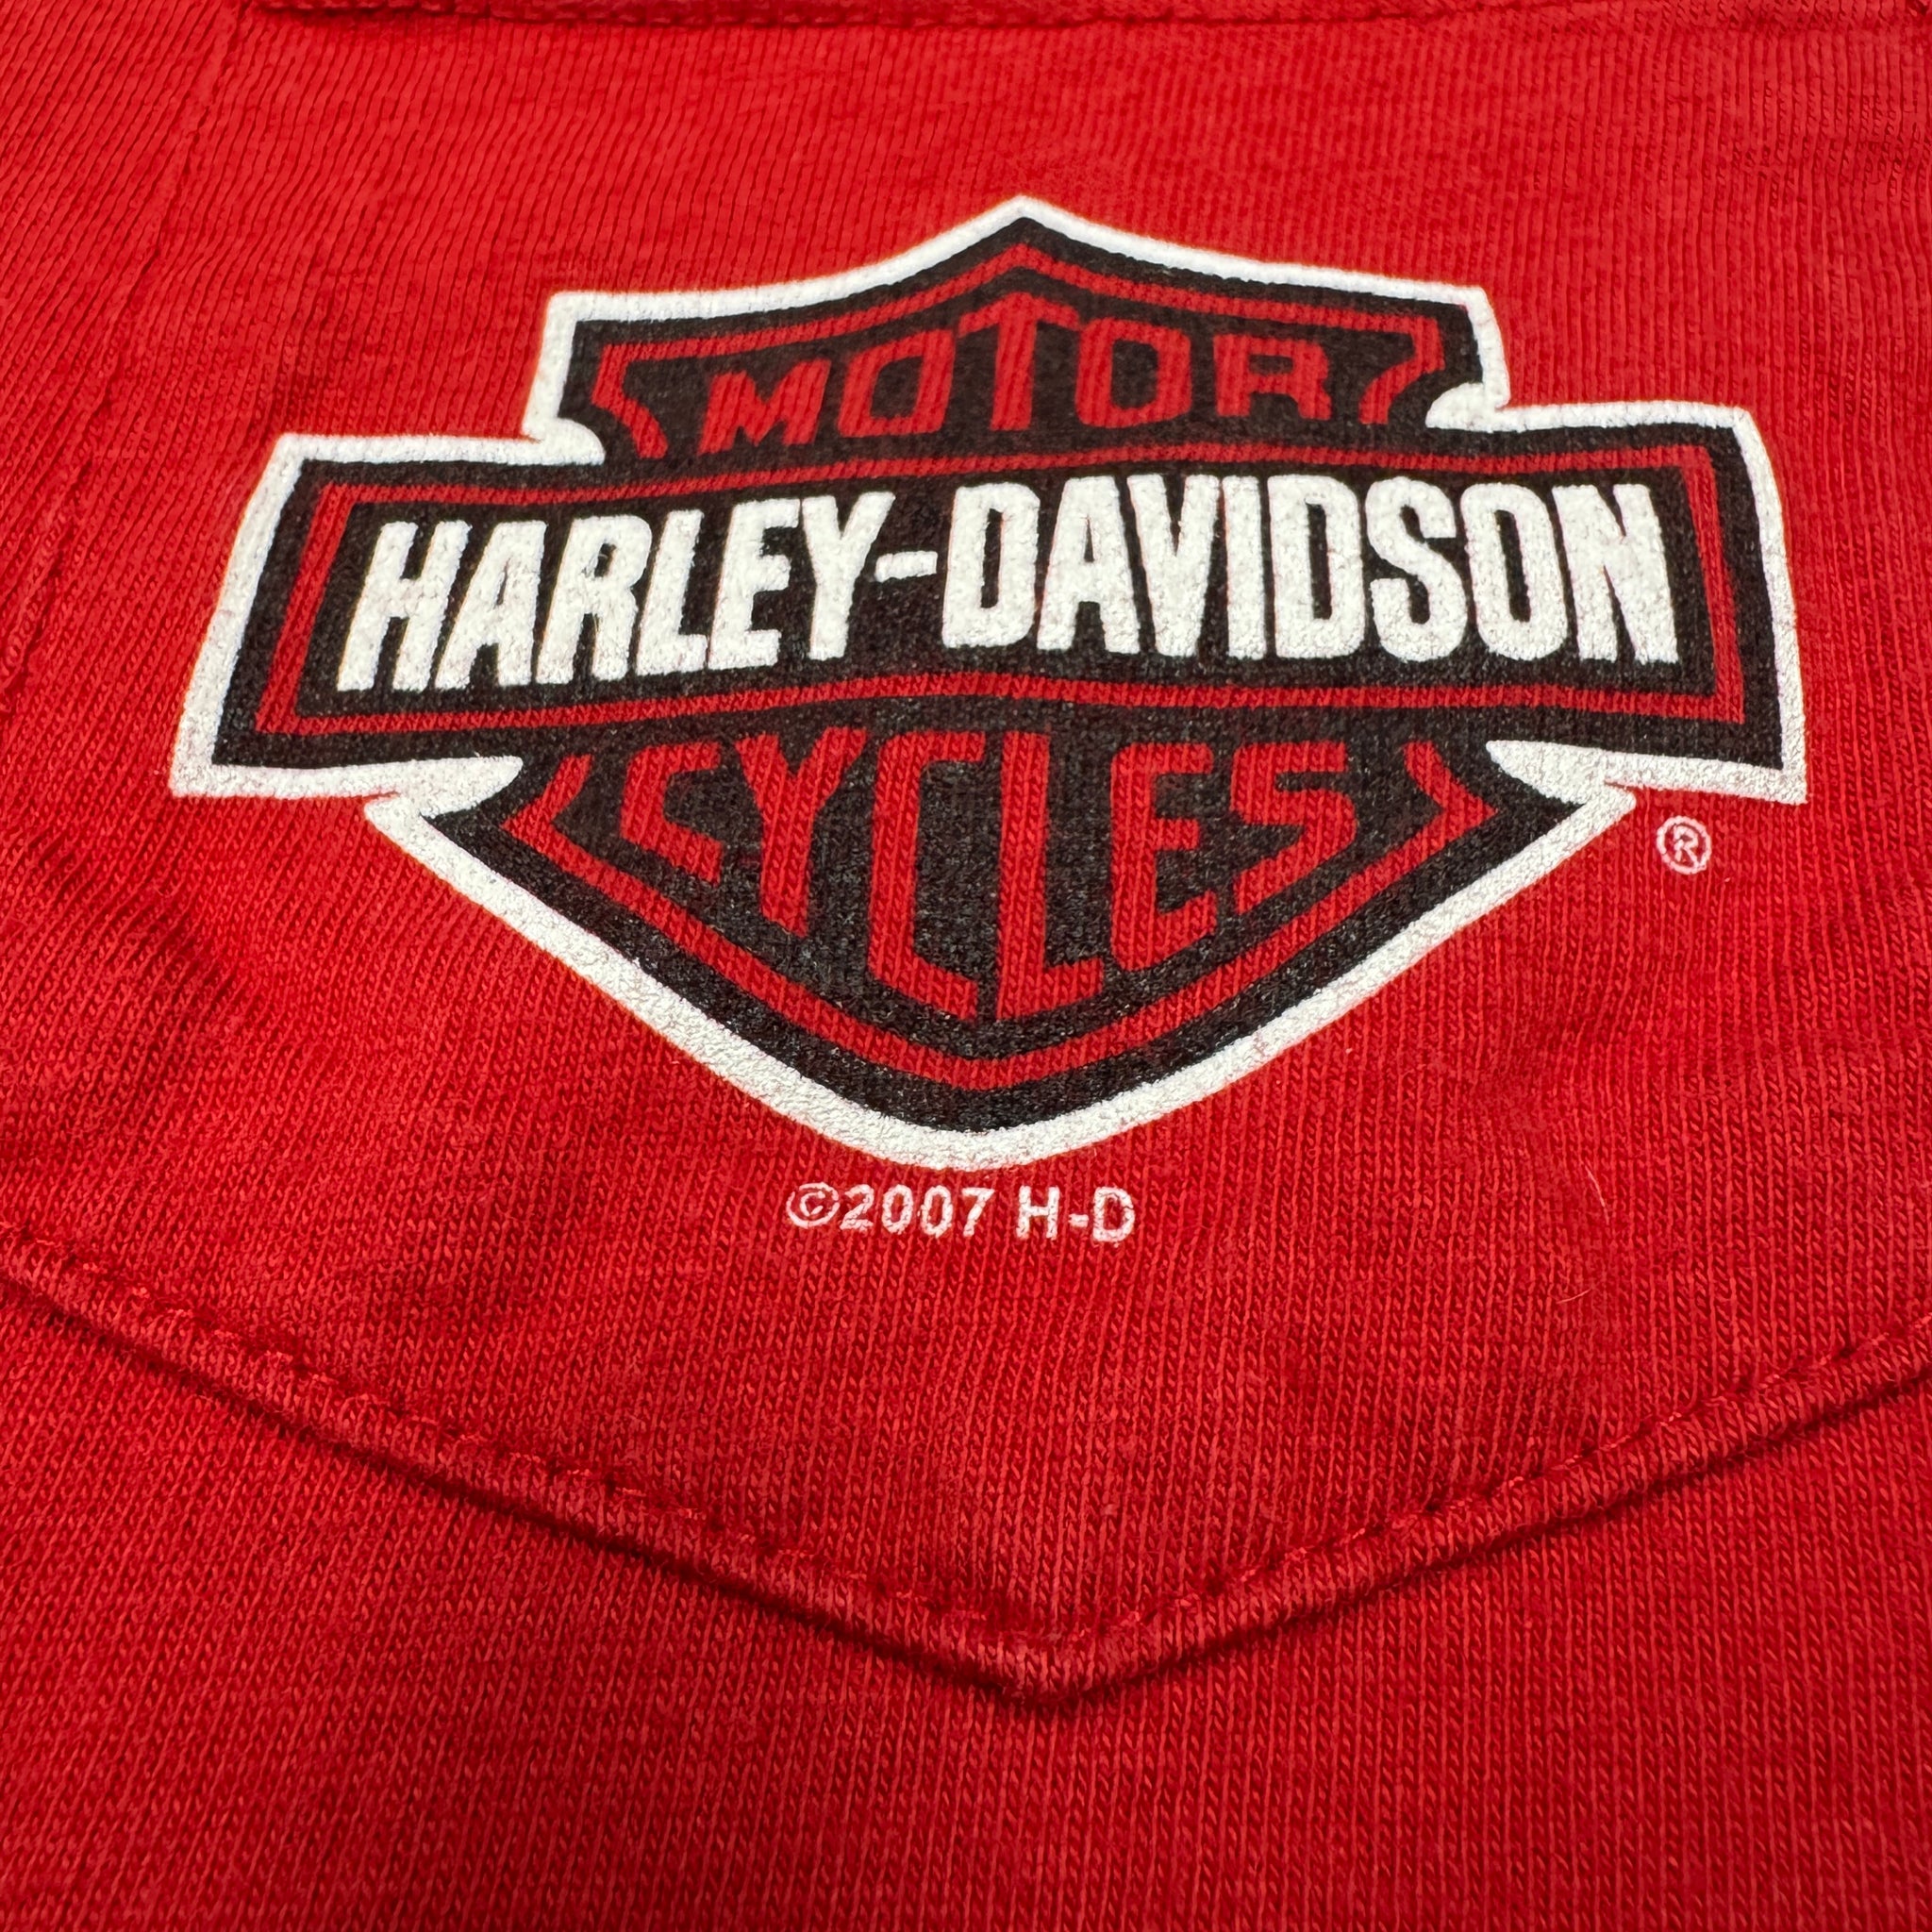 MOTOR
HARLEY-DAVIDSON
CYCLES
®
©2007 H-D